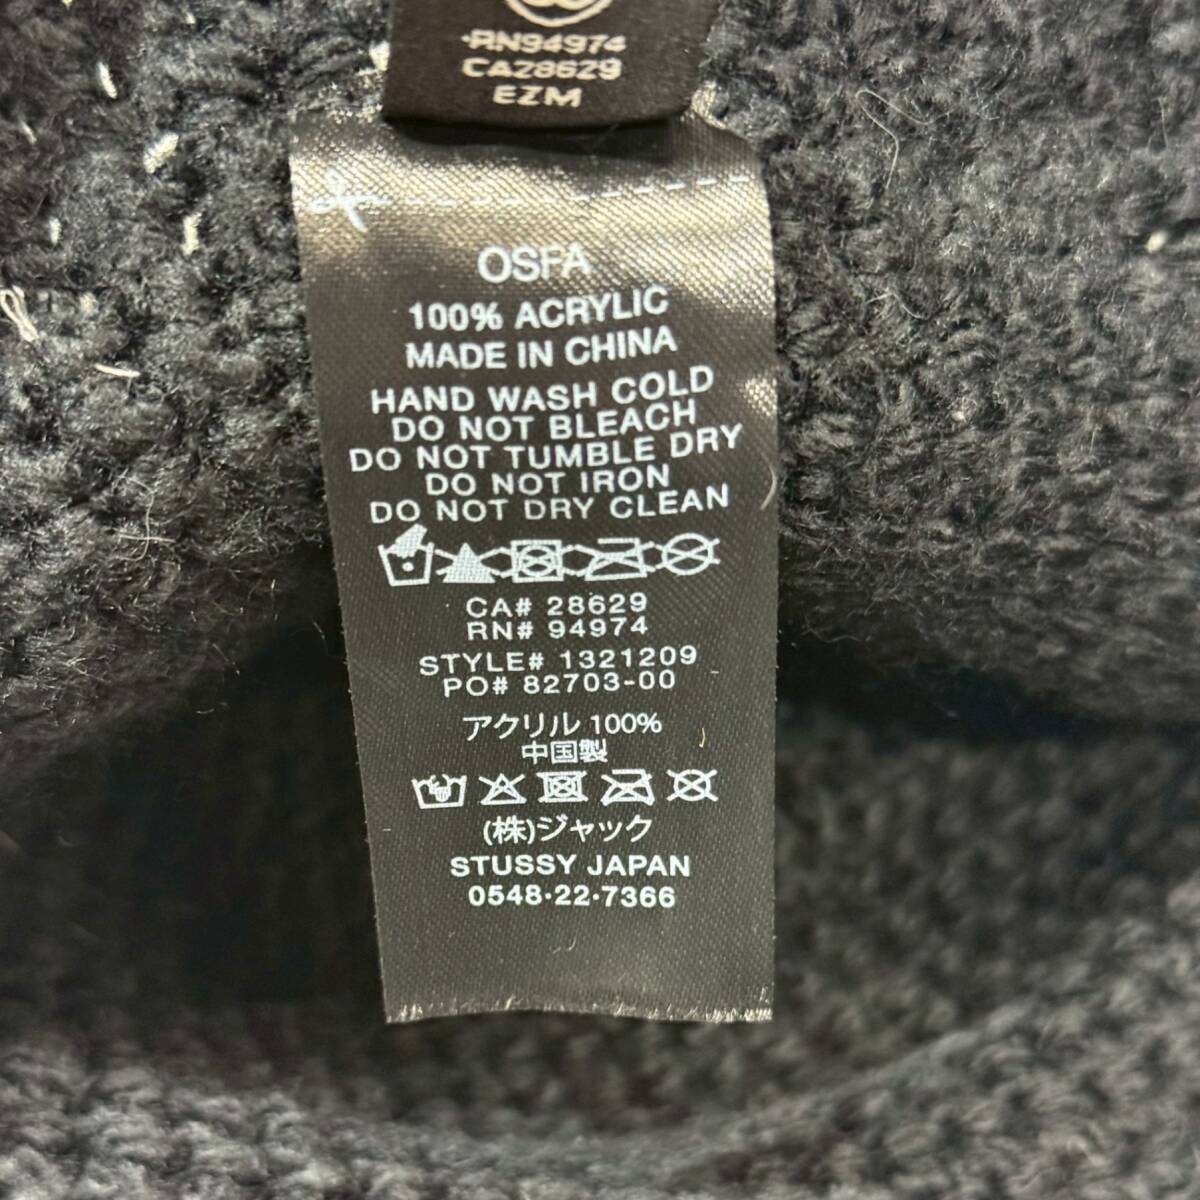 RN94974
CA28629
EZM
OSFA
100% ACRYLIC
MADE IN CHINA
HAND WASH COLD
DO NOT BLEACH
DO NOT TUMBLE DRY
DO NOT IRON
DO NOT DRY CLEAN
CA# 28629
RN# 94974
STYLE# 1321209
PO# 82703-00
アクリル 100%
中国製
(株)ジャック
STUSSY JAPAN
0548·22·7366